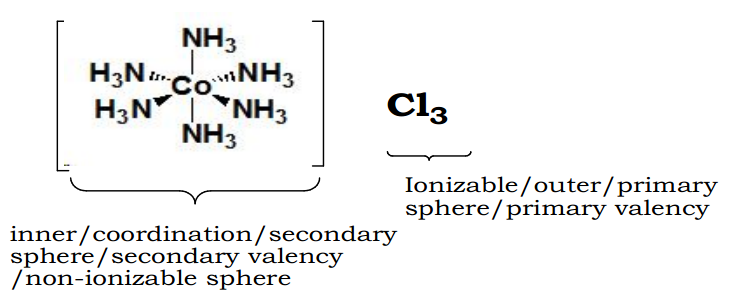 NH₃
H₃N Co NH₃
H₃N NH₃
NH₃
Cl₃
Ionizable/outer/primary
sphere/primary valency
inner/coordination/secondary
sphere/secondary valency
/non-ionizable sphere